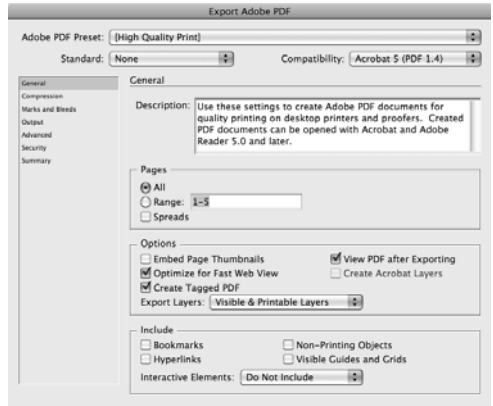 Export Adobe PDF
Adobe PDF Preset: [High Quality Print]
Standard: None Compatibility: Acrobat 5 (PDF 1.4)
General
Compression
Marks and Bleeds
Output
Advanced
Security
Summary
General
Description: Use these settings to create Adobe PDF documents for
quality printing on desktop printers and proofers. Created
PDF documents can be opened with Acrobat and Adobe
Reader 5.0 and later.
Pages
All
Range: 1-5
Spreads
Options
Embed Page Thumbnails View PDF after Exporting
Optimize for Fast Web View Create Acrobat Layers
Create Tagged PDF
Export Layers: Visible & Printable Layers
Include
Bookmarks Non-Printing Objects
Hyperlinks Visible Guides and Grids
Interactive Elements: Do Not Include